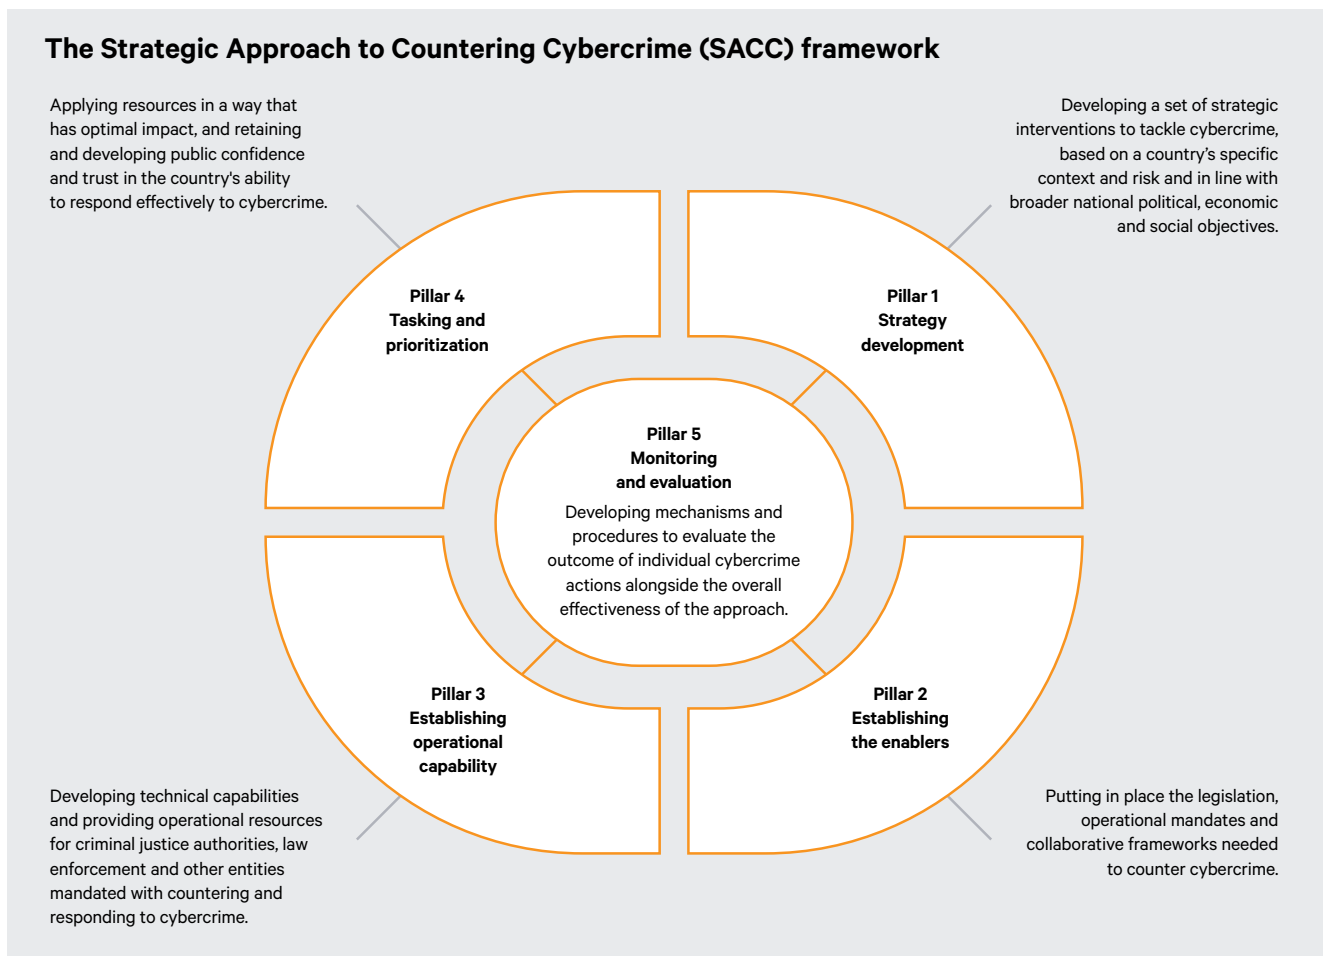 The Strategic Approach to Countering Cybercrime (SACC) framework
Applying resources in a way that
has optimal impact, and retaining
and developing public confidence
and trust in the country's ability
to respond effectively to cybercrime.
Developing a set of strategic
interventions to tackle cybercrime,
based on a country’s specific
context and risk and in line with
broader national political, economic
and social objectives.
Pillar 4
Tasking and
prioritization
Pillar 1
Strategy
development
Pillar 5
Monitoring
and evaluation
Developing mechanisms and
procedures to evaluate the
outcome of individual cybercrime
actions alongside the overall
effectiveness of the approach.
Pillar 3
Establishing
operational
capability
Pillar 2
Establishing
the enablers
Developing technical capabilities
and providing operational resources
for criminal justice authorities, law
enforcement and other entities
mandated with countering and
responding to cybercrime.
Putting in place the legislation,
operational mandates and
collaborative frameworks needed
to counter cybercrime.